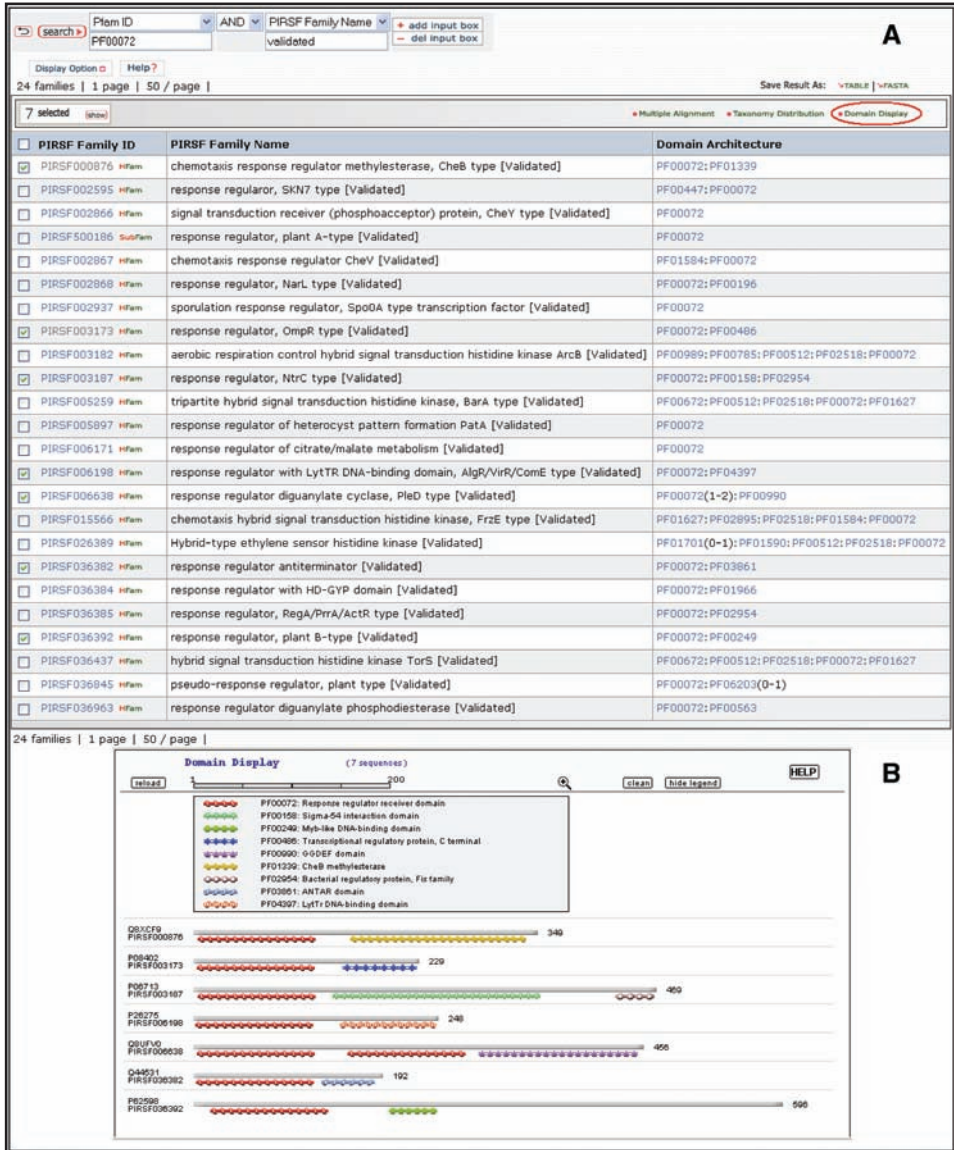 Pfam ID AND PIRSF Family Name + add input box
search PF00072 validated - del input box
A
Display Option Help?
24 families | 1 page | 50 / page | Save Result As: TABLE | FASTA
7 selected (show) Multiple Alignment Taxonomy Distribution Domain Display
PIRSF Family ID PIRSF Family Name Domain Architecture
PIRSF000876 HFam chemotaxis response regulator methylesterase, CheB type [Validated] PF00072;PF01339
PIRSF002595 HFam response regularor, SKN7 type [Validated] PF00447;PF00072
PIRSF002866 HFam signal transduction receiver (phosphoacceptor) protein, CheY type [Validated] PF00072
PIRSF500186 SubFam response regulator, plant A-type [Validated] PF00072
PIRSF002867 HFam chemotaxis response regulator CheV [Validated] PF01584;PF00072
PIRSF002868 HFam response regulator, NarL type [Validated] PF00072;PF00196
PIRSF002937 HFam sporulation response regulator, Spo0A type transcription factor [Validated] PF00072
PIRSF003173 HFam response regulator, OmpR type [Validated] PF00072;PF00486
PIRSF003182 HFam aerobic respiration control hybrid signal transduction histidine kinase ArcB [Validated] PF00989;PF00785;PF00512;PF02518;PF00072
PIRSF003187 HFam response regulator, NtrC type [Validated] PF00072;PF00158;PF02954
PIRSF005259 HFam tripartite hybrid signal transduction histidine kinase, BarA type [Validated] PF00672;PF00512;PF02518;PF00072;PF01627
PIRSF005897 HFam response regulator of heterocyst pattern formation PatA [Validated] PF00072
PIRSF006171 HFam response regulator of citrate/malate metabolism [Validated] PF00072
PIRSF006198 HFam response regulator with LytTR DNA-binding domain, AlgR/VirR/ComE type [Validated] PF00072;PF04397
PIRSF006638 HFam response regulator diguanylate cyclase, PleD type [Validated] PF00072(1-2);PF00990
PIRSF015566 HFam chemotaxis hybrid signal transduction histidine kinase, FrzE type [Validated] PF01627;PF02895;PF02518;PF01584;PF00072
PIRSF026389 HFam Hybrid-type ethylene sensor histidine kinase [Validated] PF01701(0-1);PF01590;PF00512;PF02518;PF00072
PIRSF036382 HFam response regulator antiterminator [Validated] PF00072;PF03861
PIRSF036384 HFam response regulator with HD-GYP domain [Validated] PF00072;PF01966
PIRSF036385 HFam response regulator, RegA/PrrA/ActR type [Validated] PF00072;PF02954
PIRSF036392 HFam response regulator, plant B-type [Validated] PF00072;PF00249
PIRSF036437 HFam hybrid signal transduction histidine kinase TorS [Validated] PF00672;PF00512;PF02518;PF00072;PF01627
PIRSF036845 HFam pseudo-response regulator, plant type [Validated] PF00072;PF06203(0-1)
PIRSF036963 HFam response regulator diguanylate phosphodiesterase [Validated] PF00072;PF00563
24 families | 1 page | 50 / page |
B
Domain Display (7 sequences) HELP
reload 1 200 clean hide legend
PF00072: Response regulator receiver domain
PF00158: Sigma-54 interaction domain
PF00249: Myb-like DNA-binding domain
PF00486: Transcriptional regulatory protein, C terminal
PF00990: GGDEF domain
PF01339: CheB methylesterase
PF02954: Bacterial regulatory protein, Fis family
PF03861: ANTAR domain
PF04397: LytTr DNA-binding domain
Q8XCF9
PIRSF000876 349
P08402
PIRSF003173 229
P06713
PIRSF003187 469
P26275
PIRSF006198 248
Q8UFV0
PIRSF006638 456
Q44631
PIRSF036382 192
P62598
PIRSF036392 596